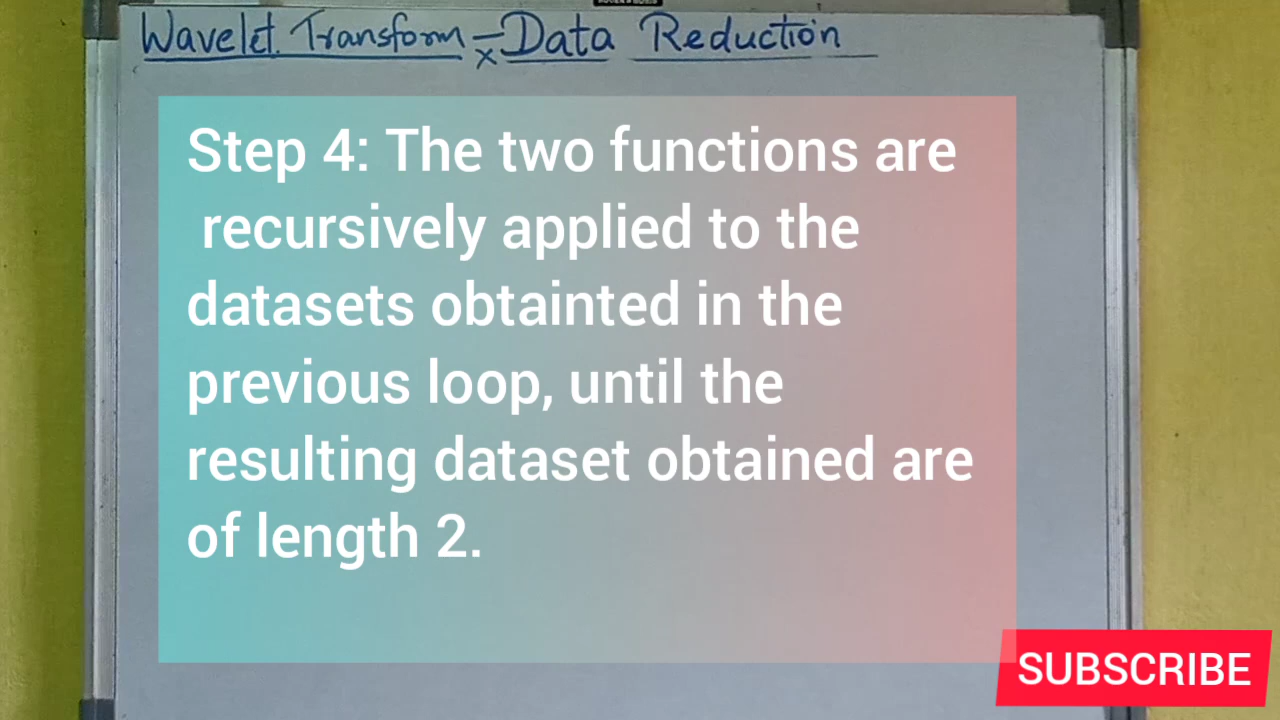 Wavelet Transform - Data Reduction
x
Step 4: The two functions are
recursively applied to the
datasets obtainted in the
previous loop, until the
resulting dataset obtained are
of length 2.
SUBSCRIBE